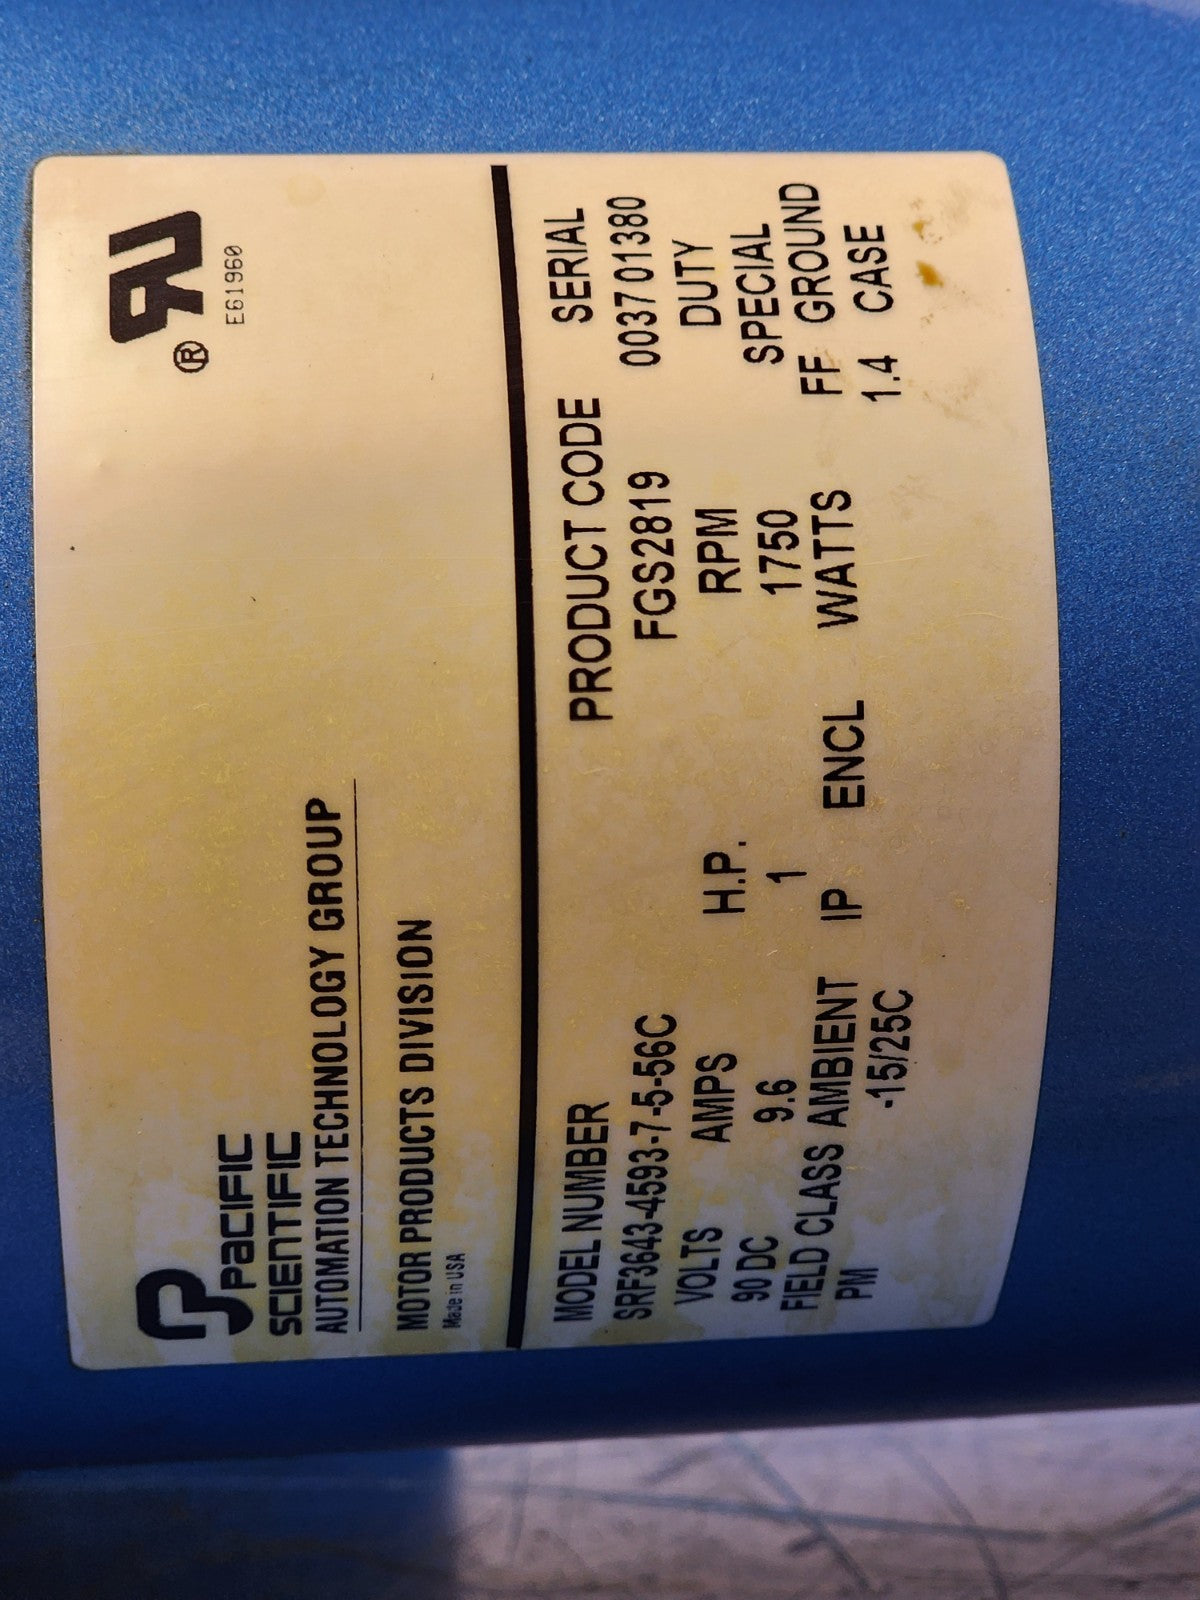 PACIFIC
SCIENTIFIC
AUTOMATION TECHNOLOGY GROUP
MOTOR PRODUCTS DIVISION
Made in USA
RU
®
E61960
MODEL NUMBER PRODUCT CODE SERIAL
SRF3643-4593-7-5-56C FGS2819 0037 01380
VOLTS AMPS H.P. RPM DUTY
90 DC 9.6 1 1750 SPECIAL
FIELD CLASS AMBIENT IP ENCL WATTS FF GROUND
PM -15/25C 1.4 CASE